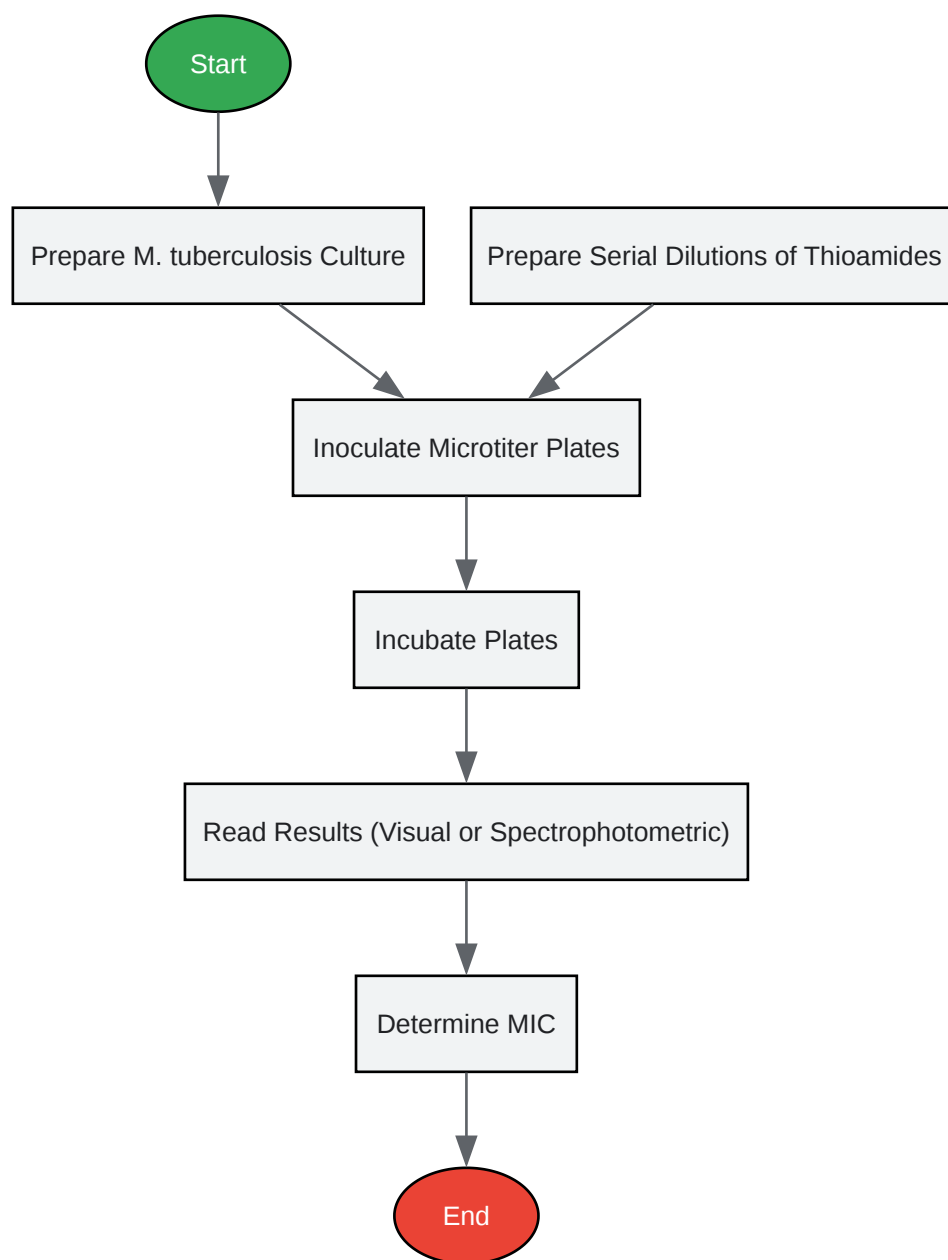 Start
Prepare M. tuberculosis Culture
Prepare Serial Dilutions of Thioamides
Inoculate Microtiter Plates
Incubate Plates
Read Results (Visual or Spectrophotometric)
Determine MIC
End